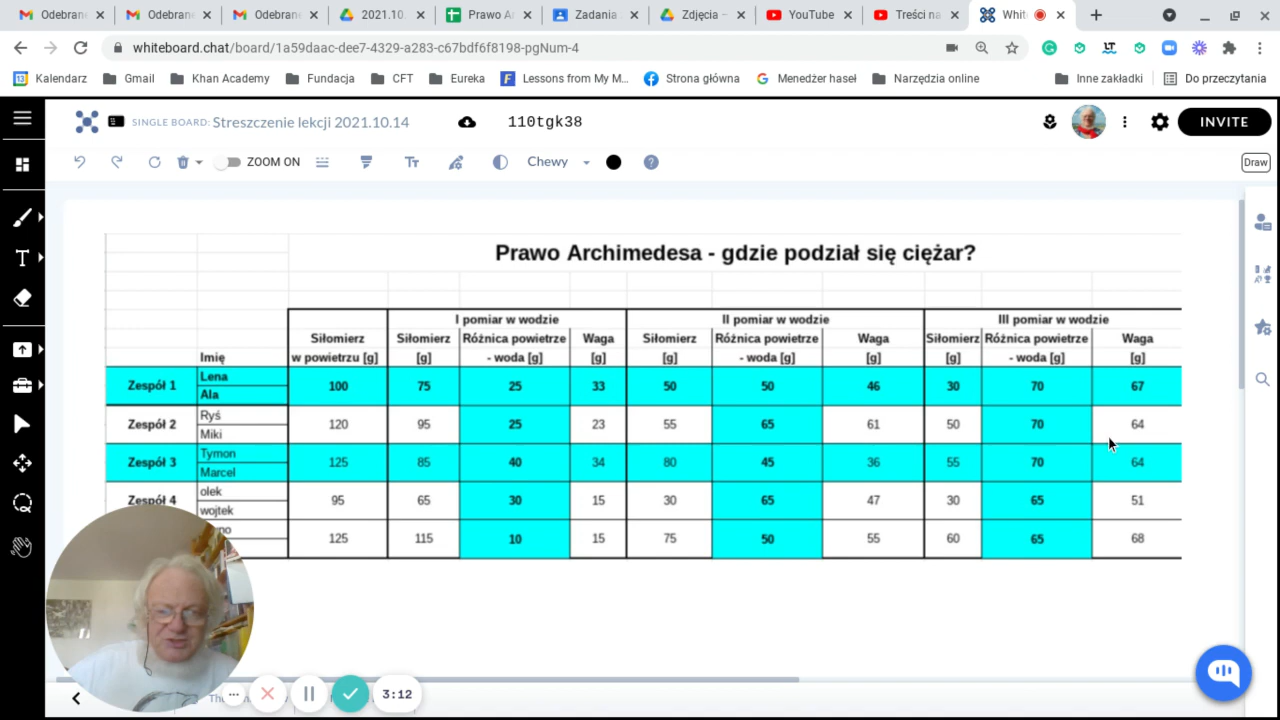 Odebrane
Odebrane
Odebrane
2021.10.
Prawo A
Zadania
Zdjęcia –
YouTube
Treści na
Whit
whiteboard.chat/board/1a59daac-dee7-4329-a283-c67bdf6f8198-pgNum-4
Kalendarz Gmail Khan Academy Fundacja CFT Eureka Lessons from My M... Strona główna Menedżer haseł Narzędzia online Inne zakładki Do przeczytania
SINGLE BOARD: Streszczenie lekcji 2021.10.14 110tgk38 INVITE
ZOOM ON Tт Chewy Draw
Prawo Archimedesa - gdzie podział się ciężar?
I pomiar w wodzie II pomiar w wodzie III pomiar w wodzie
Siłomierz Siłomierz Różnica powietrze Waga Siłomierz Różnica powietrze Waga Siłomierz Różnica powietrze Waga
Imię w powietrzu [g] [g] - woda [g] [g] [g] - woda [g] [g] [g] - woda [g] [g]
Zespół 1 Lena Ala 100 75 25 33 50 50 46 30 70 67
Zespół 2 Ryś Miki 120 95 25 23 55 65 61 50 70 64
Zespół 3 Tymon Marcel 125 85 40 34 80 45 36 55 70 64
Zespół 4 olek wojtek 95 65 30 15 30 65 47 30 65 51
125 115 10 15 75 50 55 60 65 68
3:12